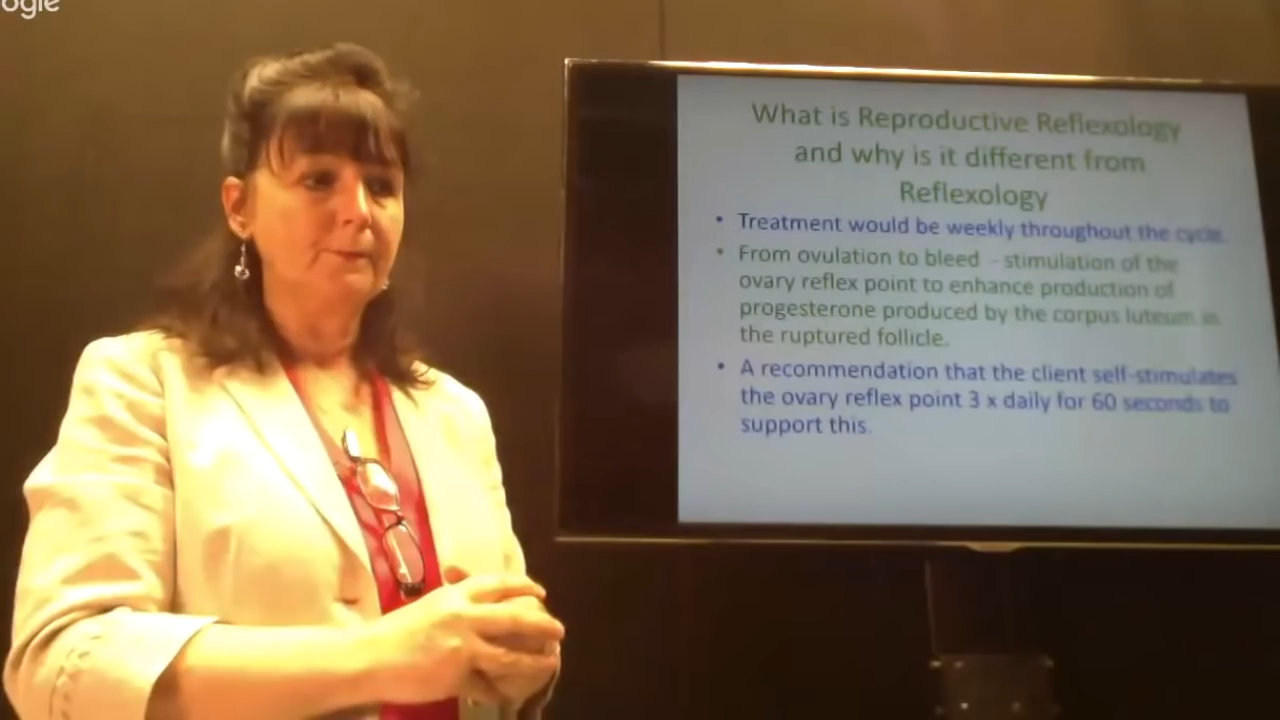 ogle
What is Reproductive Reflexology
and why is it different from
Reflexology
• Treatment would be weekly throughout the cycle.
• From ovulation to bleed - stimulation of the
ovary reflex point to enhance production of
progesterone produced by the corpus luteum in
the ruptured follicle.
• A recommendation that the client self-stimulates
the ovary reflex point 3 x daily for 60 seconds to
support this.